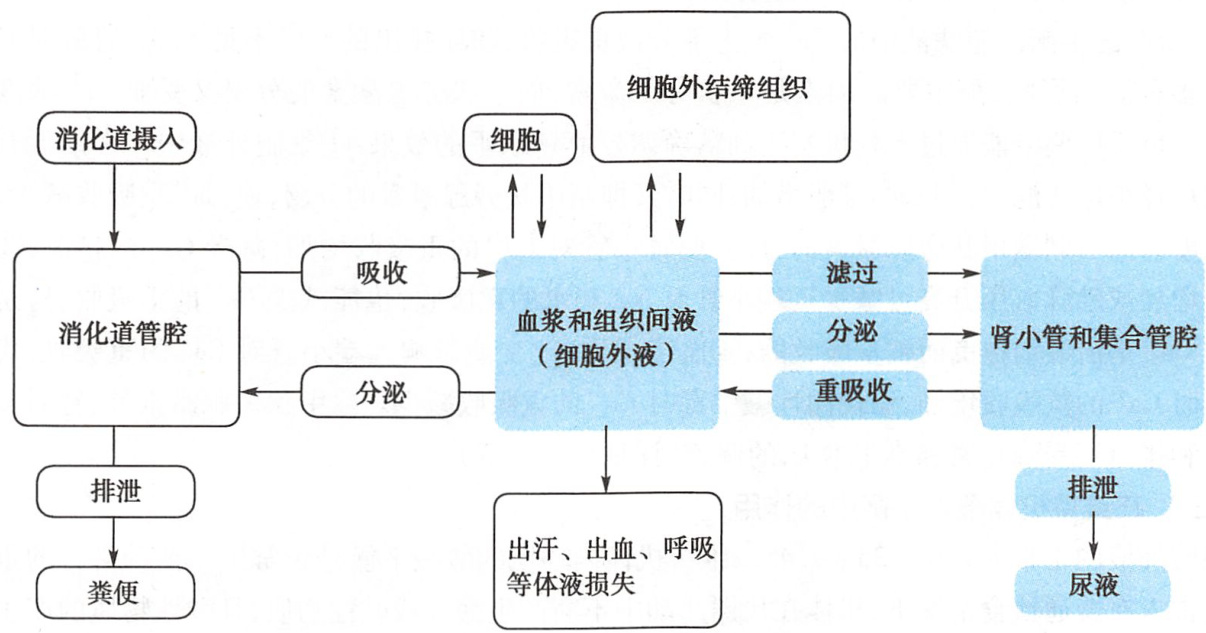 细胞外结缔组织
消化道摄入
细胞
吸收
滤过
消化道管腔
血浆和组织间液
（细胞外液）
分泌
肾小管和集合管腔
分泌
重吸收
排泄
排泄
出汗、出血、呼吸
等体液损失
粪便
尿液